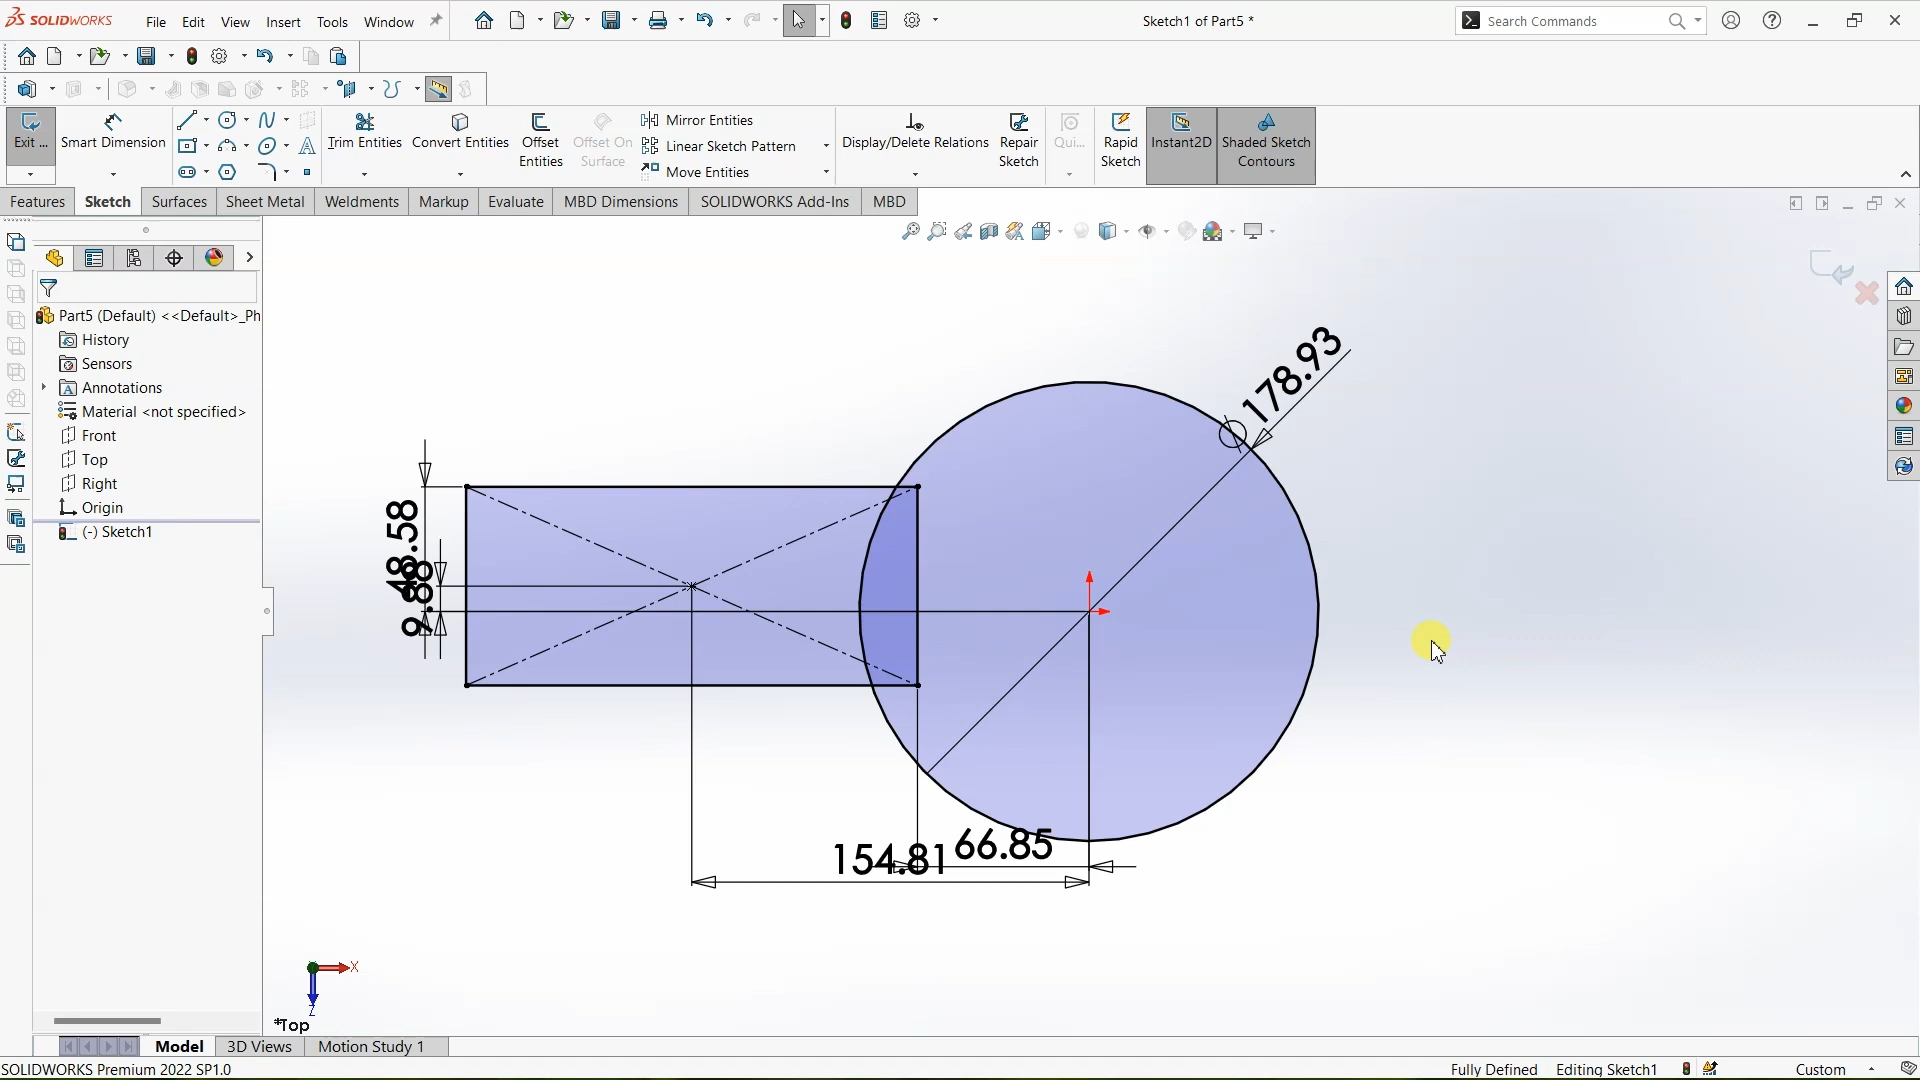 SOLIDWORKS
File Edit View Insert Tools Window
Sketch1 of Part5 *
Search Commands
Exit ...
Smart Dimension
Trim Entities
Convert Entities
Offset
Entities
Offset On
Surface
Mirror Entities
Linear Sketch Pattern
Move Entities
Display/Delete Relations
Repair
Sketch
Qui...
Rapid
Sketch
Instant2D
Shaded Sketch
Contours
Features Sketch Surfaces Sheet Metal Weldments Markup Evaluate MBD Dimensions SOLIDWORKS Add-Ins MBD
Part5 (Default) <<Default>_Ph
History
Sensors
Annotations
Material <not specified>
Front
Top
Right
Origin
(-) Sketch1
178.93
48.58
9.88
66.85
154.81
X
Z
*Top
Model 3D Views Motion Study 1
SOLIDWORKS Premium 2022 SP1.0
Fully Defined Editing Sketch1 Custom